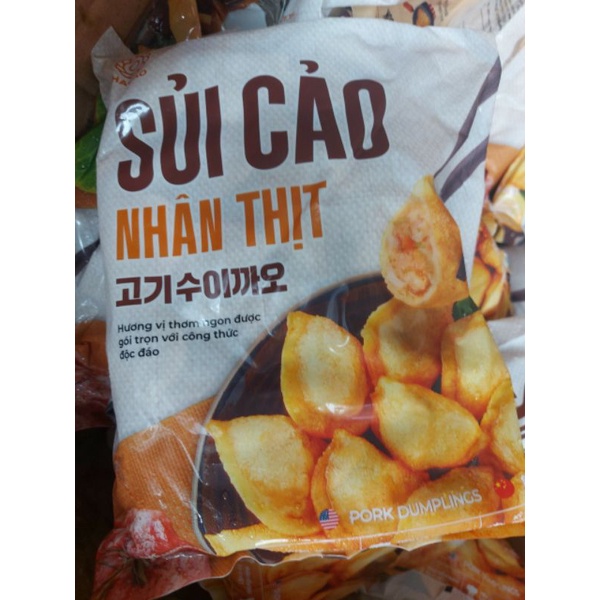 SỦI CẢO
NHÂN THỊT
고기수이까오
Hương vị thơm ngon được
gói trọn với công thức
độc đáo
PORK DUMPLINGS